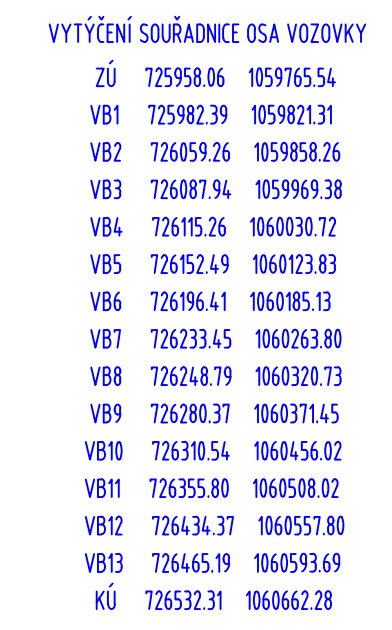 VYTÝČENÍ SOUŘADNICE OSA VOZOVKY
ZÚ 725958.06 1059765.54
VB1 725982.39 1059821.31
VB2 726059.26 1059858.26
VB3 726087.94 1059969.38
VB4 726115.26 1060030.72
VB5 726152.49 1060123.83
VB6 726196.41 1060185.13
VB7 726233.45 1060263.80
VB8 726248.79 1060320.73
VB9 726280.37 1060371.45
VB10 726310.54 1060456.02
VB11 726355.80 1060508.02
VB12 726434.37 1060557.80
VB13 726465.19 1060593.69
KÚ 726532.31 1060662.28